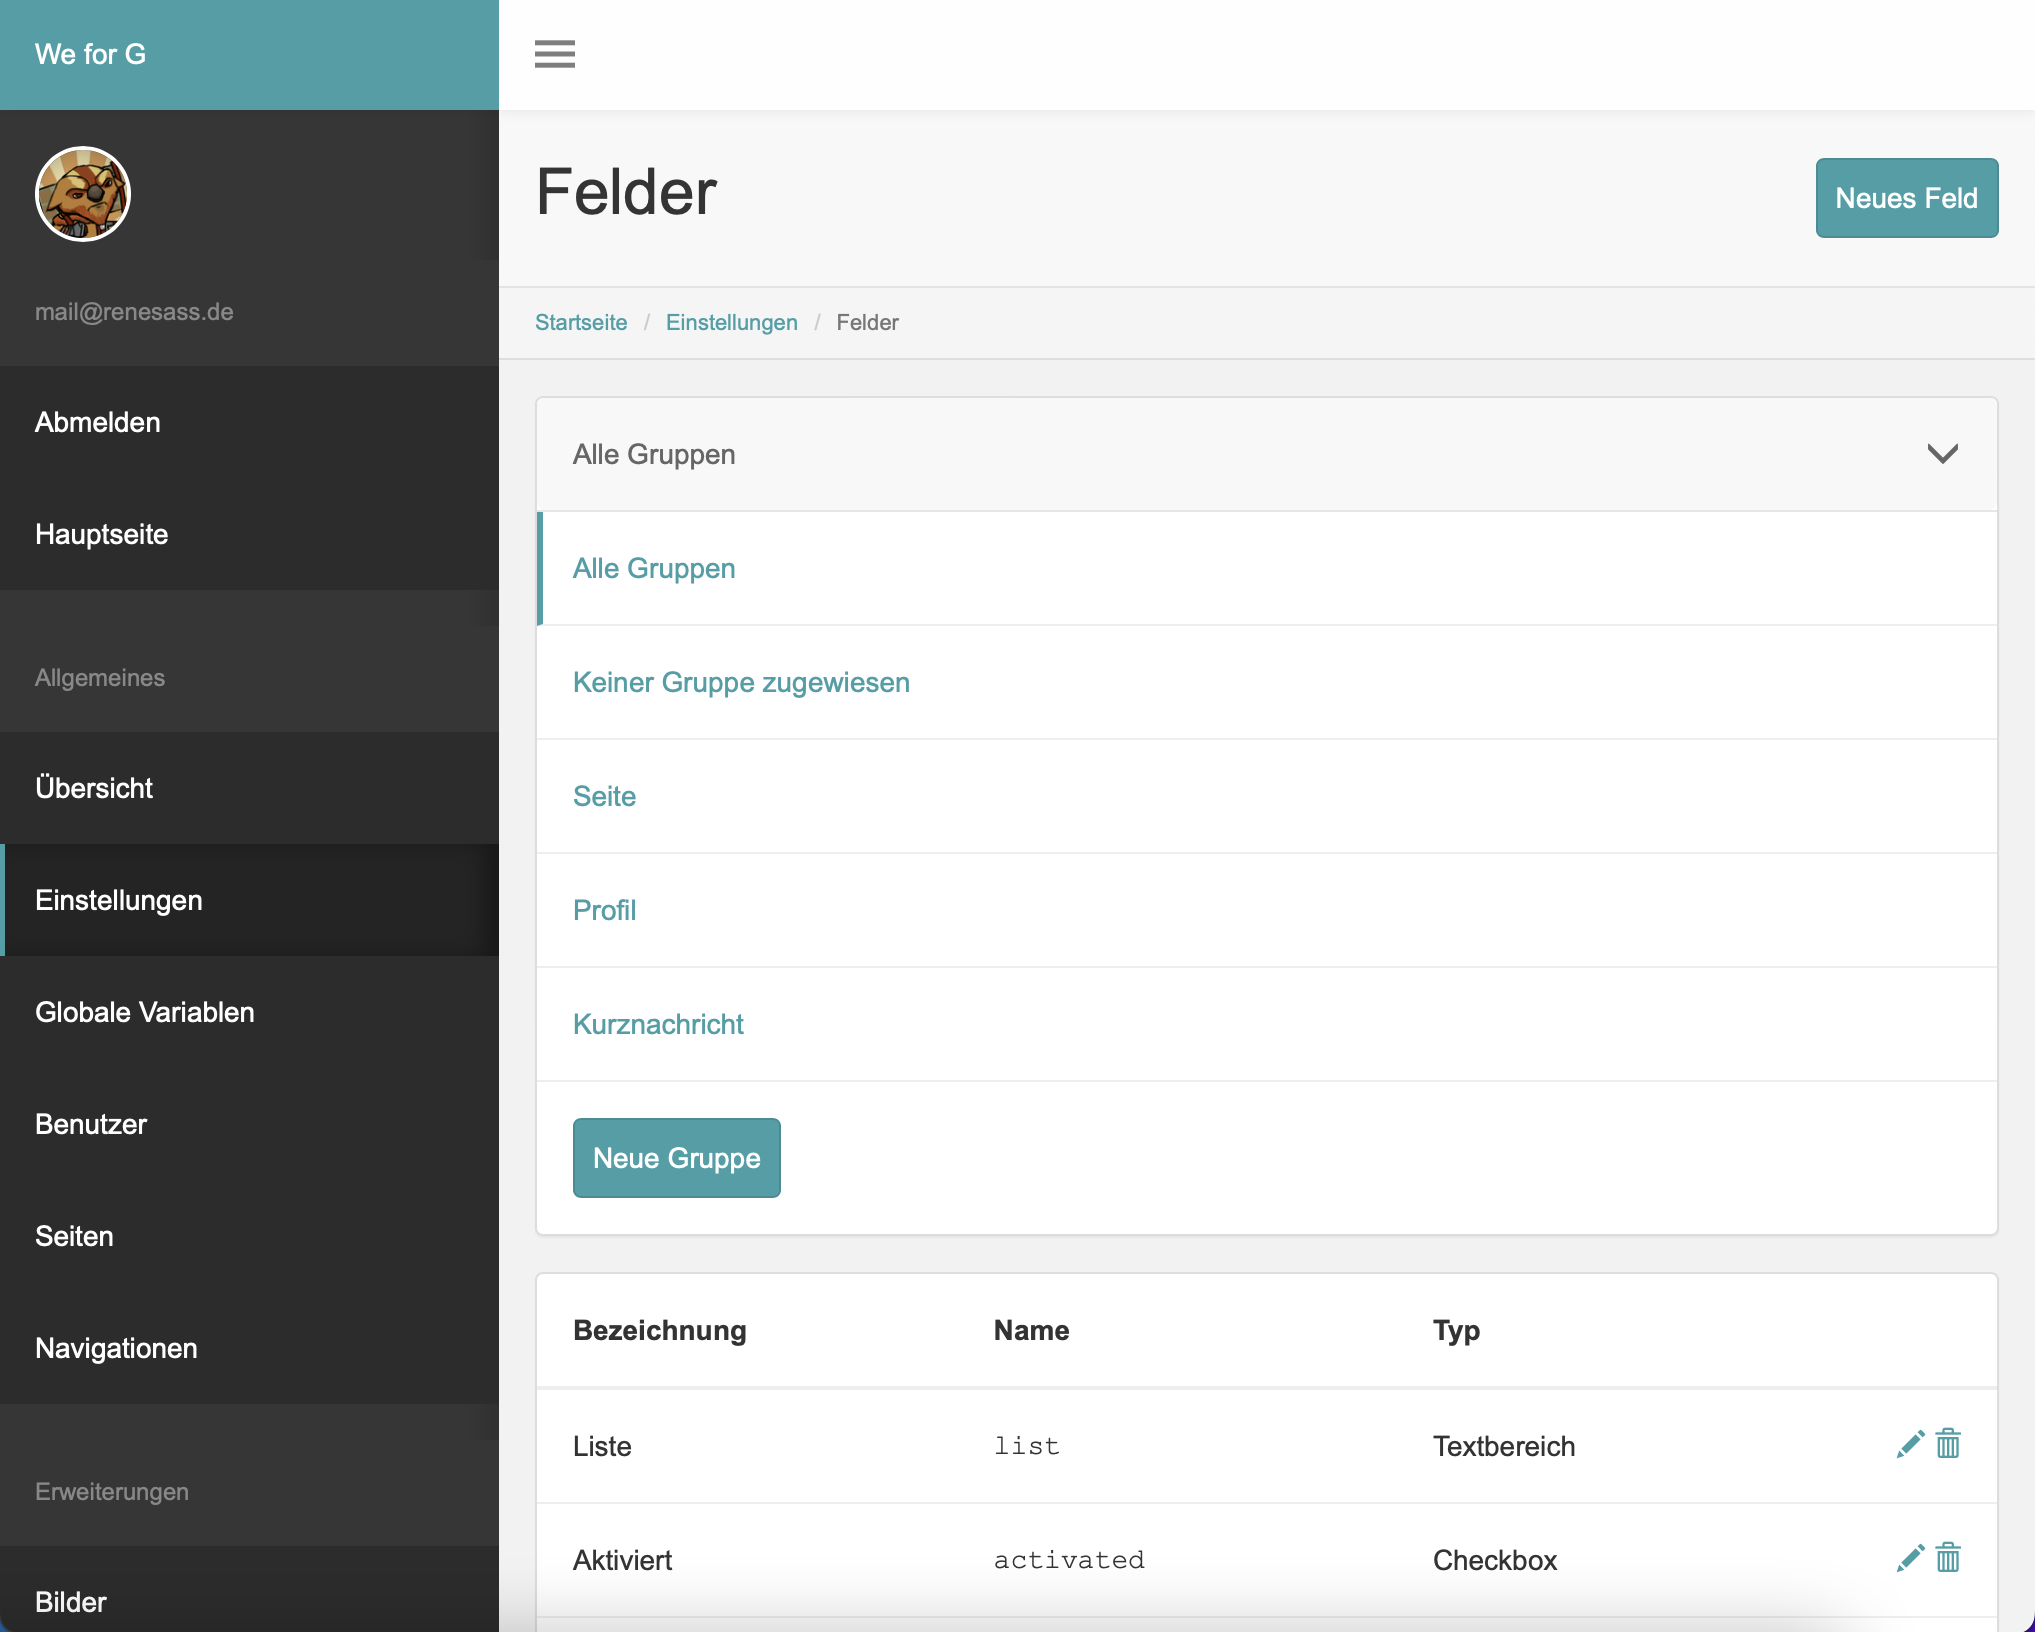 We for G
mail@renesass.de
Abmelden
Hauptseite
Allgemeines
Übersicht
Einstellungen
Globale Variablen
Benutzer
Seiten
Navigationen
Erweiterungen
Bilder
Felder
Neues Feld
Startseite / Einstellungen / Felder
Alle Gruppen
Alle Gruppen
Keiner Gruppe zugewiesen
Seite
Profil
Kurznachricht
Neue Gruppe
Bezeichnung Name Typ
Liste list Textbereich
Aktiviert activated Checkbox